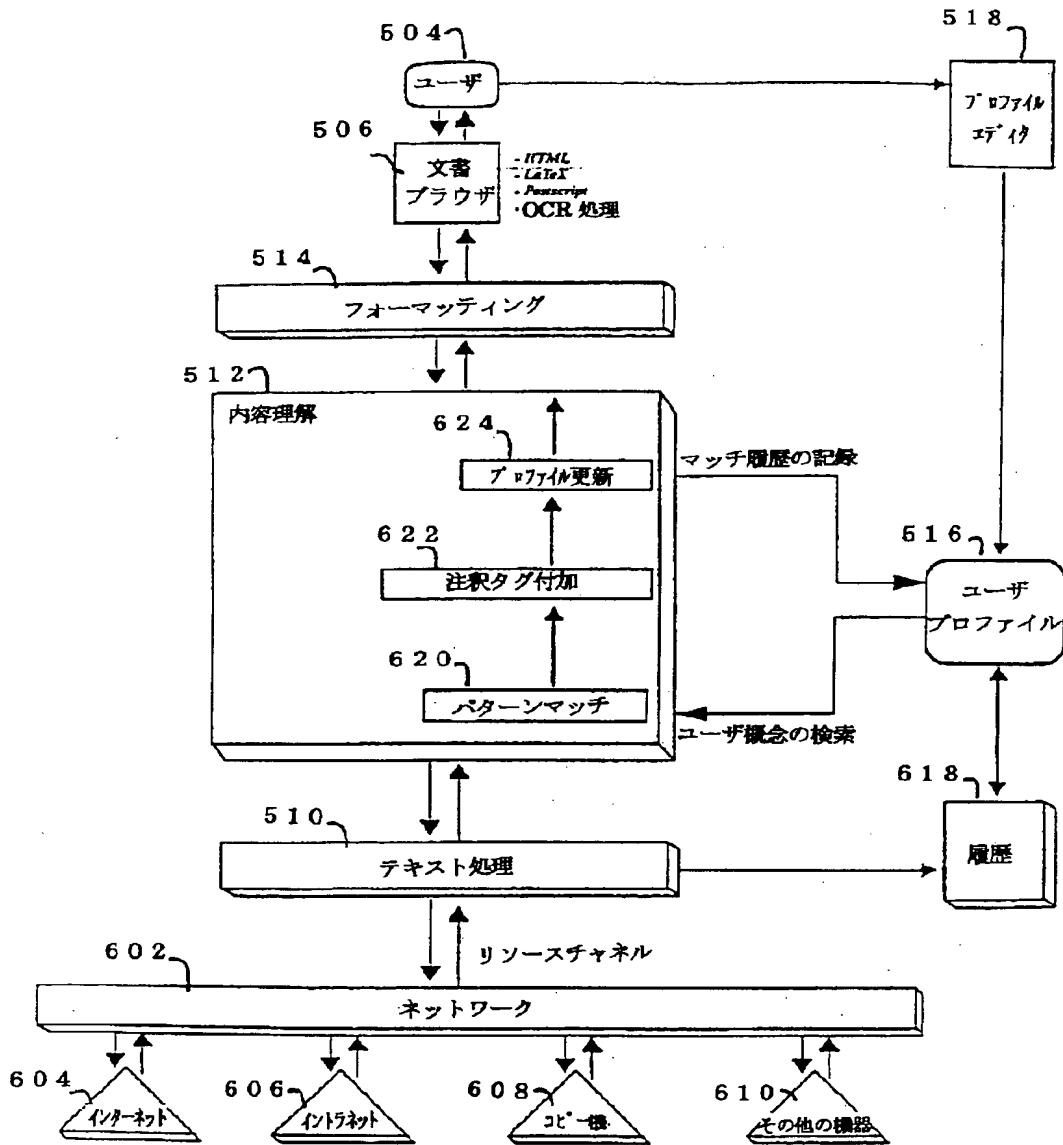 504
ユーザ
518
プロファイル
エディタ
506
文書
ブラウザ
- HTML
- LaTeX
- Postscript
・OCR 処理
514
フォーマッティング
512
内容理解
624
プロファイル更新
マッチ履歴の記録
622
注釈タグ付加
516
ユーザ
プロファイル
620
パターンマッチ
ユーザ概念の検索
618
履歴
510
テキスト処理
リソースチャネル
602
ネットワーク
604
インターネット
606
イントラネット
608
コピー機
610
その他の機器